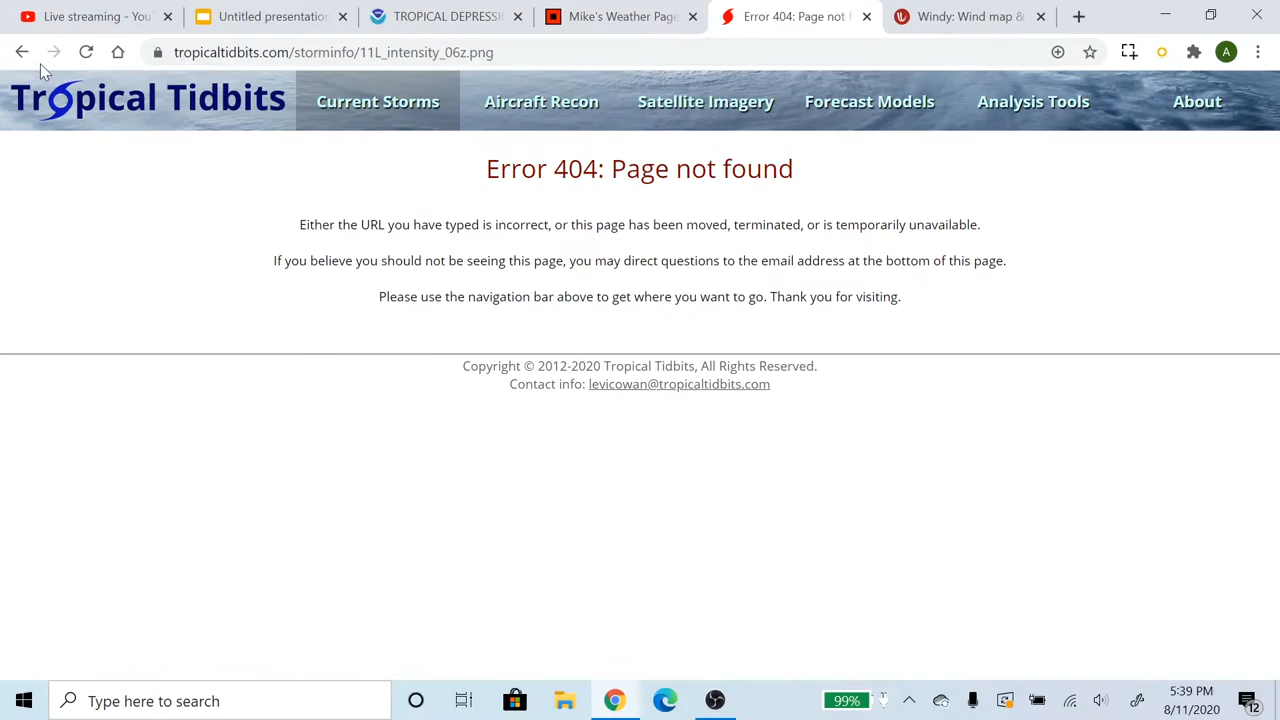 Live streaming - YouT
Untitled presentation
TROPICAL DEPRESSI
Mike's Weather Page
Error 404: Page not f
Windy: Wind map &
tropicaltidbits.com/storminfo/11L_intensity_06z.png
A
Tropical Tidbits
Current Storms
Aircraft Recon
Satellite Imagery
Forecast Models
Analysis Tools
About
Error 404: Page not found
Either the URL you have typed is incorrect, or this page has been moved, terminated, or is temporarily unavailable.
If you believe you should not be seeing this page, you may direct questions to the email address at the bottom of this page.
Please use the navigation bar above to get where you want to go. Thank you for visiting.
Copyright © 2012-2020 Tropical Tidbits, All Rights Reserved.
Contact info: levicowan@tropicaltidbits.com
Type here to search
99%
5:39 PM
8/11/2020
12